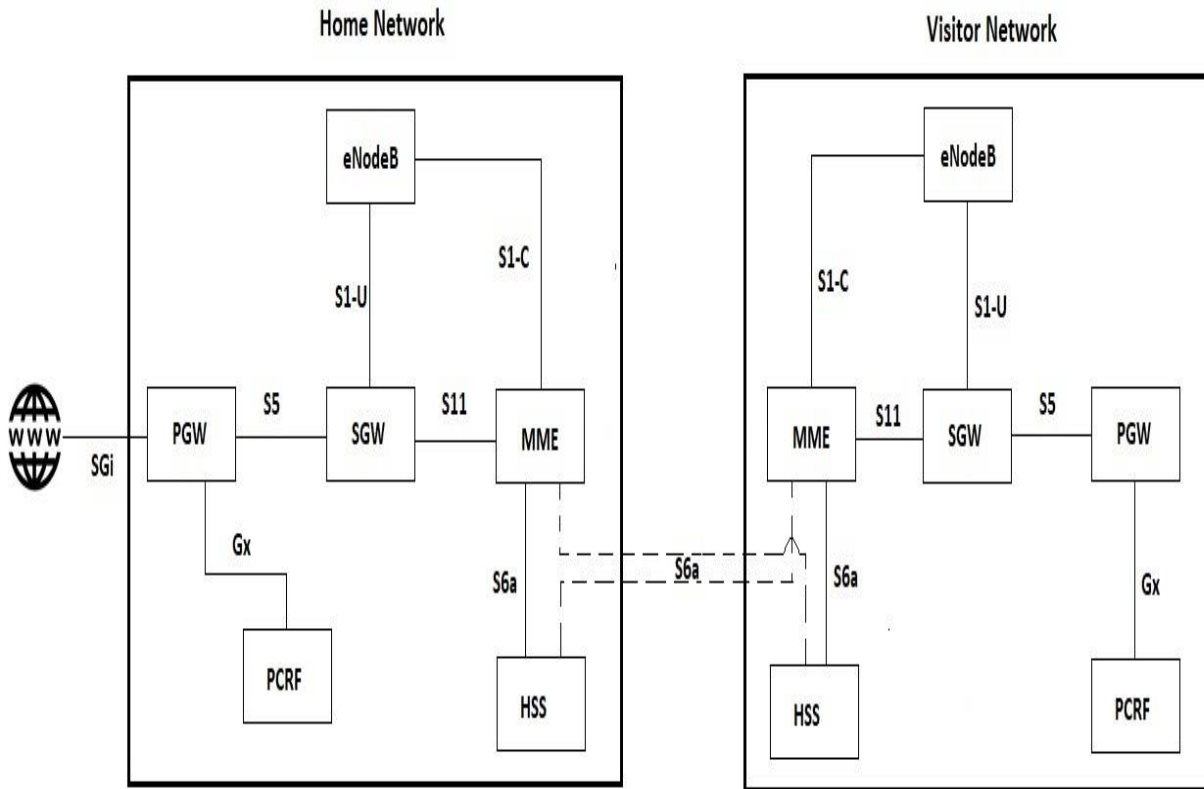 Home Network
Visitor Network
eNodeB
S1-C
S1-U
WWW
SGi
PGW
S5
SGW
S11
MME
Gx
S6a
PCRF
HSS
S6a
eNodeB
S1-C
S1-U
MME
S11
SGW
S5
PGW
S6a
Gx
HSS
PCRF